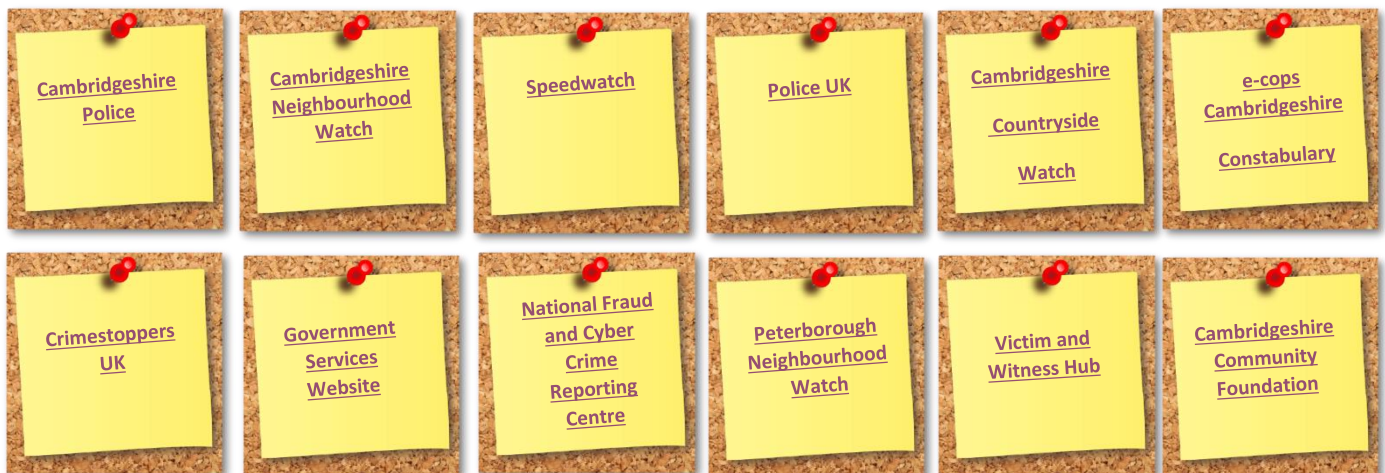 Cambridgeshire
Police
Cambridgeshire
Neighbourhood
Watch
Speedwatch
Police UK
Cambridgeshire
Countryside
Watch
e-cops
Cambridgeshire
Constabulary
Crimestoppers
UK
Government
Services
Website
National Fraud
and Cyber
Crime
Reporting
Centre
Peterborough
Neighbourhood
Watch
Victim and
Witness Hub
Cambridgeshire
Community
Foundation